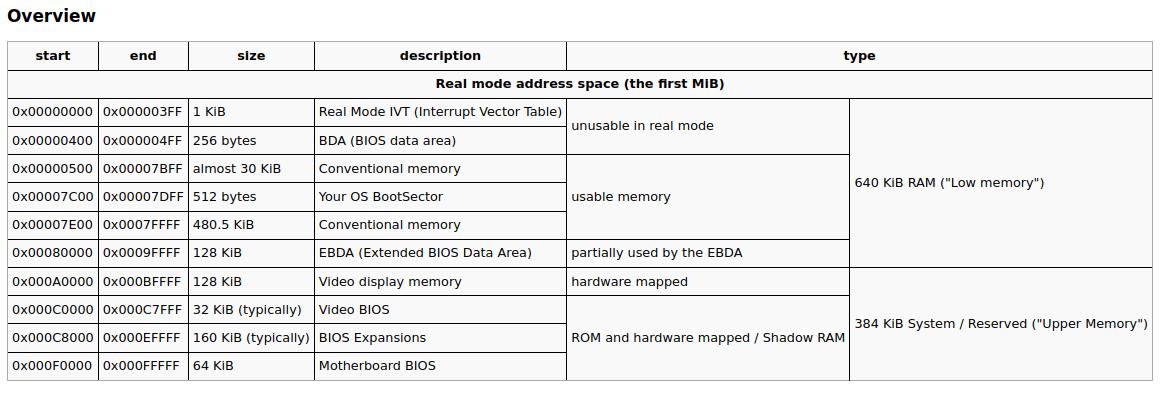 Overview
start end size description type
Real mode address space (the first MiB)
0x00000000 0x000003FF 1 KiB Real Mode IVT (Interrupt Vector Table) unusable in real mode 640 KiB RAM ("Low memory")
0x00000400 0x000004FF 256 bytes BDA (BIOS data area)
0x00000500 0x00007BFF almost 30 KiB Conventional memory usable memory
0x00007C00 0x00007DFF 512 bytes Your OS BootSector
0x00007E00 0x0007FFFF 480.5 KiB Conventional memory
0x00080000 0x0009FFFF 128 KiB EBDA (Extended BIOS Data Area) partially used by the EBDA
0x000A0000 0x000BFFFF 128 KiB Video display memory hardware mapped 384 KiB System / Reserved ("Upper Memory")
0x000C0000 0x000C7FFF 32 KiB (typically) Video BIOS ROM and hardware mapped / Shadow RAM
0x000C8000 0x000EFFFF 160 KiB (typically) BIOS Expansions
0x000F0000 0x000FFFFF 64 KiB Motherboard BIOS